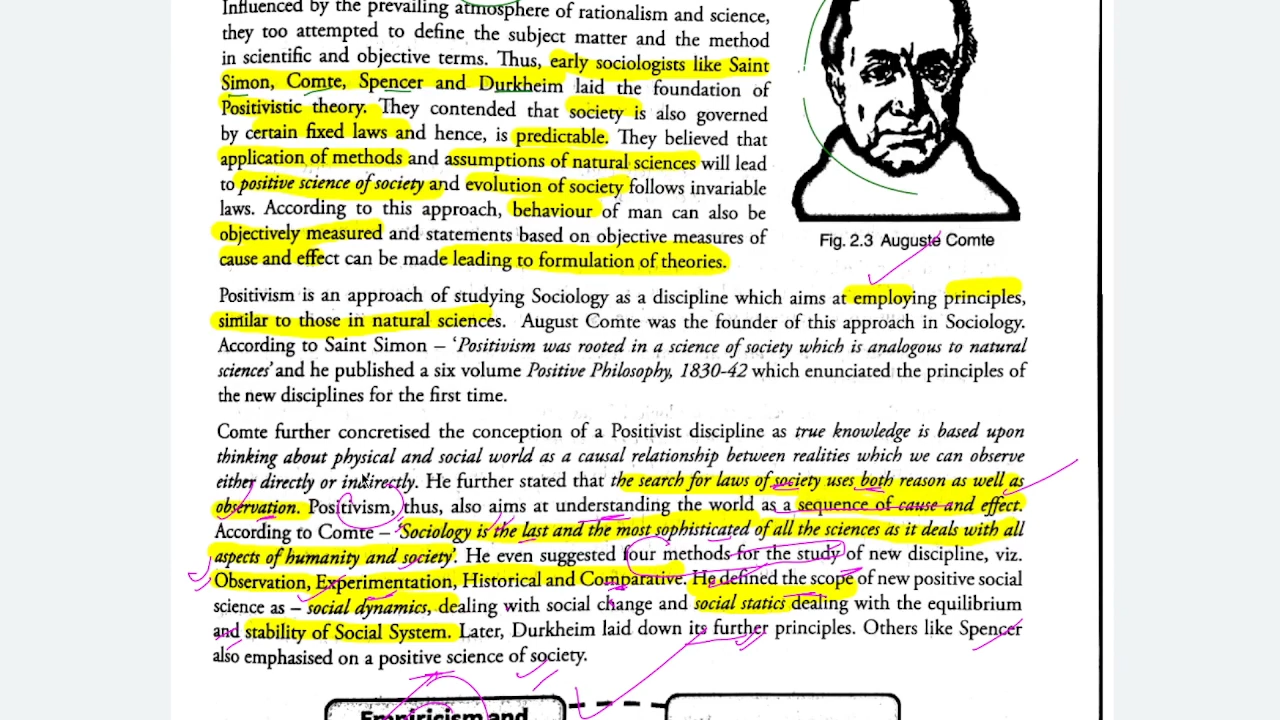 Influenced by the prevailing atmosphere of rationalism and science,
they too attempted to define the subject matter and the method
in scientific and objective terms. Thus, early sociologists like Saint
Simon, Comte, Spencer and Durkheim laid the foundation of
Positivistic theory. They contended that society is also governed
by certain fixed laws and hence, is predictable. They believed that
application of methods and assumptions of natural sciences will lead
to positive science of society and evolution of society follows invariable
laws. According to this approach, behaviour of man can also be
objectively measured and statements based on objective measures of
cause and effect can be made leading to formulation of theories.
Fig. 2.3 Auguste Comte
Positivism is an approach of studying Sociology as a discipline which aims at employing principles,
similar to those in natural sciences. August Comte was the founder of this approach in Sociology.
According to Saint Simon – 'Positivism was rooted in a science of society which is analogous to natural
sciences' and he published a six volume Positive Philosophy, 1830-42 which enunciated the principles of
the new disciplines for the first time.
Comte further concretised the conception of a Positivist discipline as true knowledge is based upon
thinking about physical and social world as a causal relationship between realities which we can observe
either directly or indirectly. He further stated that the search for laws of society uses both reason as well as
observation. Positivism, thus, also aims at understanding the world as a sequence of cause and effect.
According to Comte – 'Sociology is the last and the most sophisticated of all the sciences as it deals with all
aspects of humanity and society'. He even suggested four methods for the study of new discipline, viz.
Observation, Experimentation, Historical and Comparative. He defined the scope of new positive social
science as – social dynamics, dealing with social change and social statics dealing with the equilibrium
and stability of Social System. Later, Durkheim laid down its further principles. Others like Spencer
also emphasised on a positive science of society.
Empiricism and